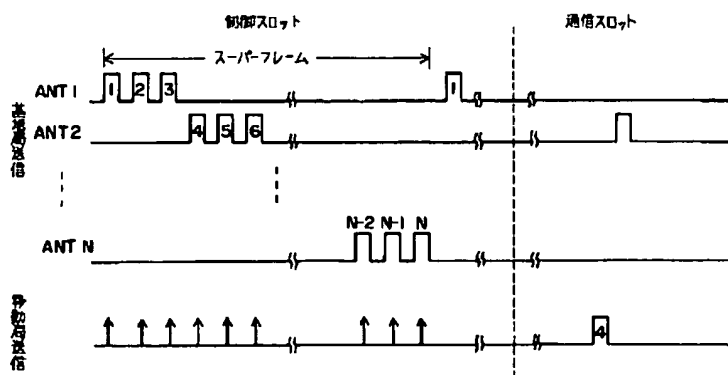 制御スロット
通信スロット
スーパーフレーム
ANT 1
1 2 3
1
基地局送信
ANT 2
4 5 6
N-2 N-1 N
ANT N
移動局送信
4